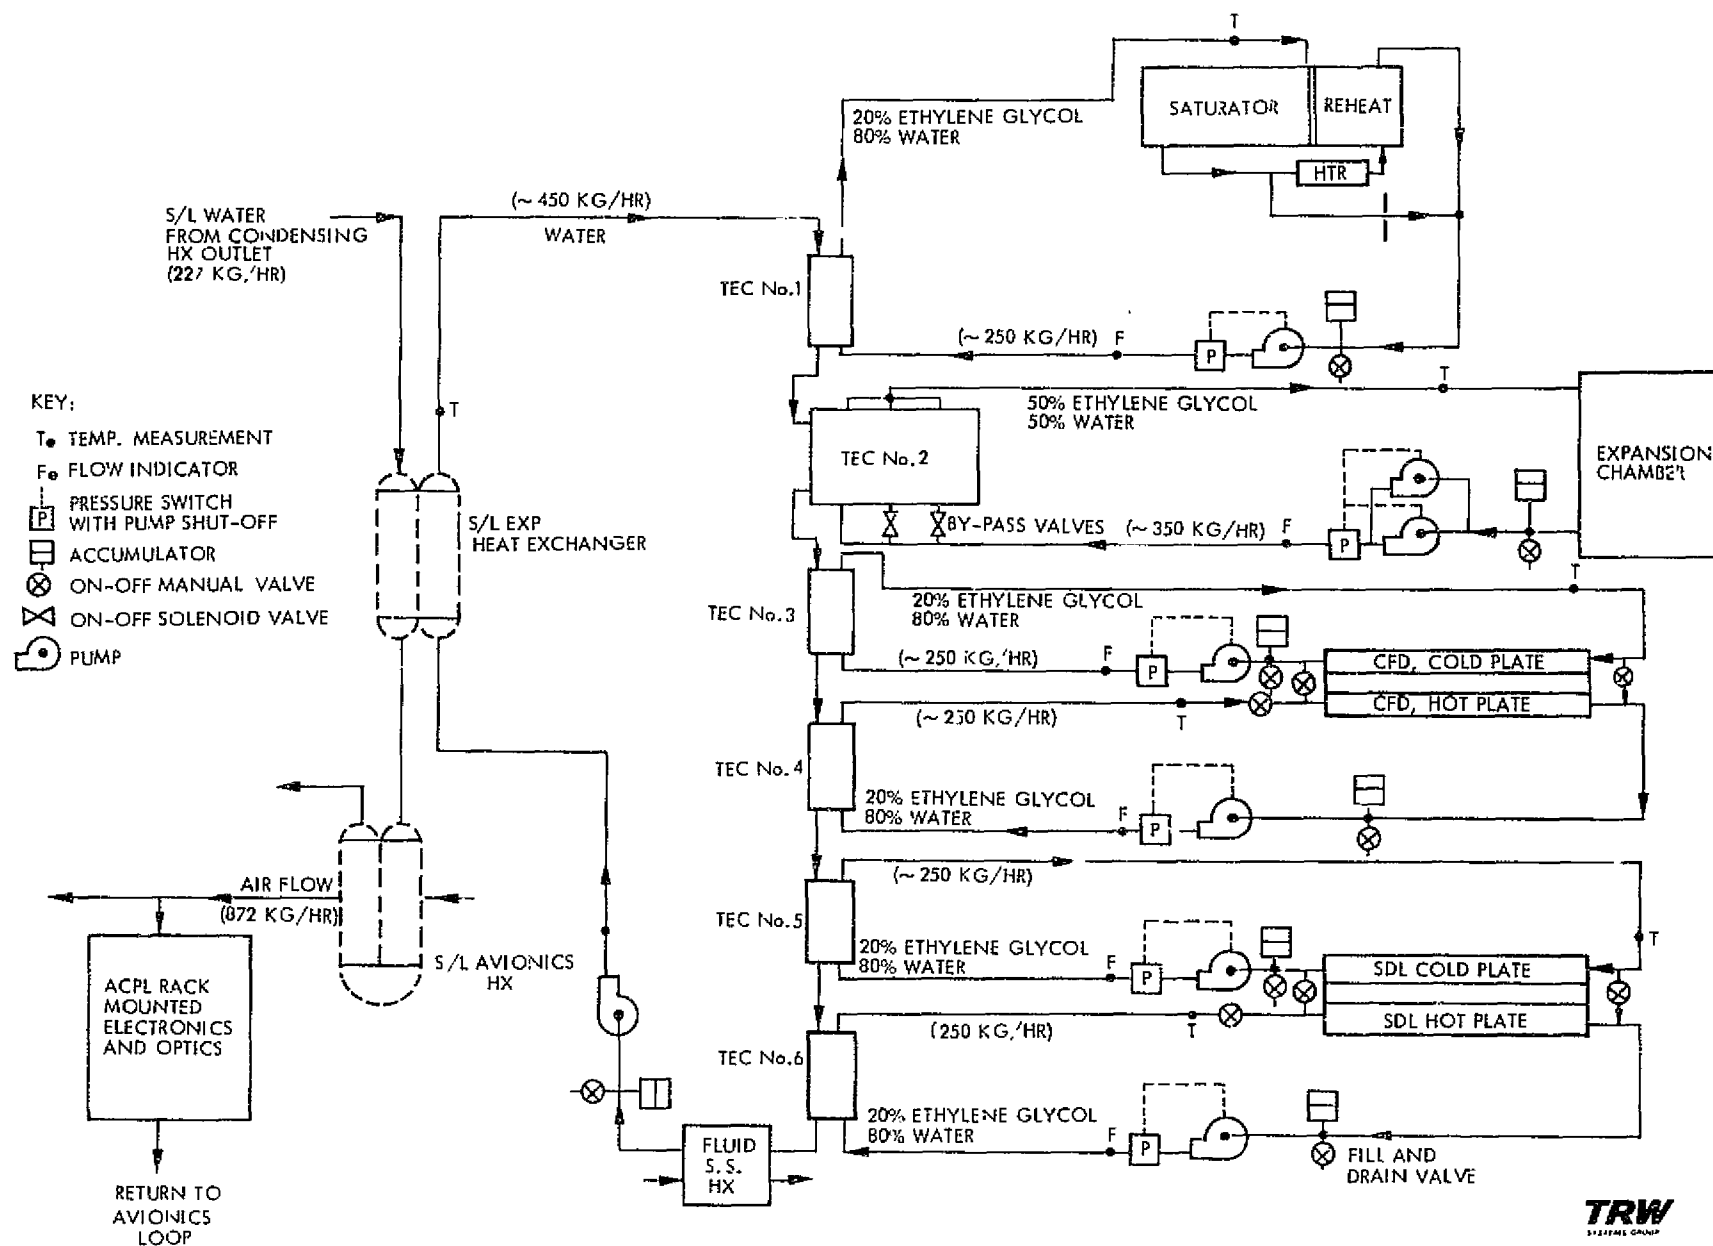 T
SATURATOR
REHEAT
20% ETHYLENE GLYCOL
80% WATER
HTR
(~ 450 KG/HR)
WATER
S/L WATER
FROM CONDENSING
HX OUTLET
(227 KG/HR)
TEC No.1
(~ 250 KG/HR)
F
P
T
50% ETHYLENE GLYCOL
50% WATER
EXPANSION
CHAMBER
TEC No.2
BY-PASS VALVES
(~ 350 KG/HR)
F
P
T
KEY:
T TEMP. MEASUREMENT
F FLOW INDICATOR
P PRESSURE SWITCH
WITH PUMP SHUT-OFF
ACCUMULATOR
ON-OFF MANUAL VALVE
ON-OFF SOLENOID VALVE
PUMP
S/L EXP
HEAT EXCHANGER
T
20% ETHYLENE GLYCOL
80% WATER
TEC No.3
(~ 250 KG/HR)
F
P
CFD, COLD PLATE
CFD, HOT PLATE
(~ 250 KG/HR)
T
TEC No.4
20% ETHYLENE GLYCOL
80% WATER
F
P
(~ 250 KG/HR)
AIR FLOW
(872 KG/HR)
TEC No.5
20% ETHYLENE GLYCOL
80% WATER
F
P
T
SDL COLD PLATE
SDL HOT PLATE
S/L AVIONICS
HX
ACPL RACK
MOUNTED
ELECTRONICS
AND OPTICS
(250 KG/HR)
T
TEC No.6
20% ETHYLENE GLYCOL
80% WATER
F
P
FILL AND
DRAIN VALVE
FLUID
S.S.
HX
RETURN TO
AVIONICS
LOOP
TRW
SYSTEMS GROUP